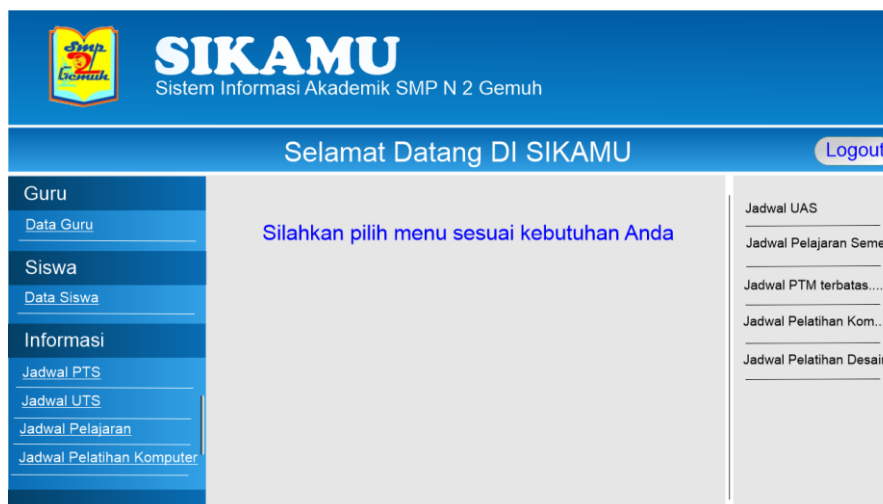 Smp
2
Gemuh
SIKAMU
Sistem Informasi Akademik SMP N 2 Gemuh
Selamat Datang DI SIKAMU
Logout
Guru
Data Guru
Siswa
Data Siswa
Informasi
Jadwal PTS
Jadwal UTS
Jadwal Pelajaran
Jadwal Pelatihan Komputer
Silahkan pilih menu sesuai kebutuhan Anda
Jadwal UAS
Jadwal Pelajaran Seme
Jadwal PTM terbatas....
Jadwal Pelatihan Kom...
Jadwal Pelatihan Desain